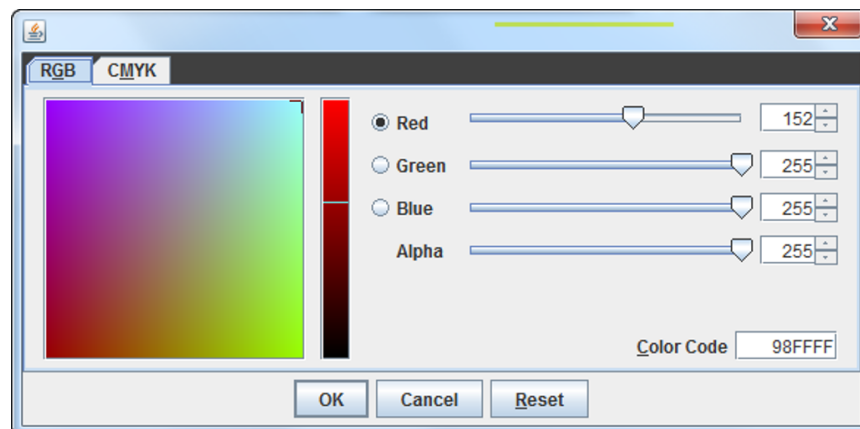 RGB CMYK
Red 152
Green 255
Blue 255
Alpha 255
Color Code 98FFFF
OK Cancel Reset